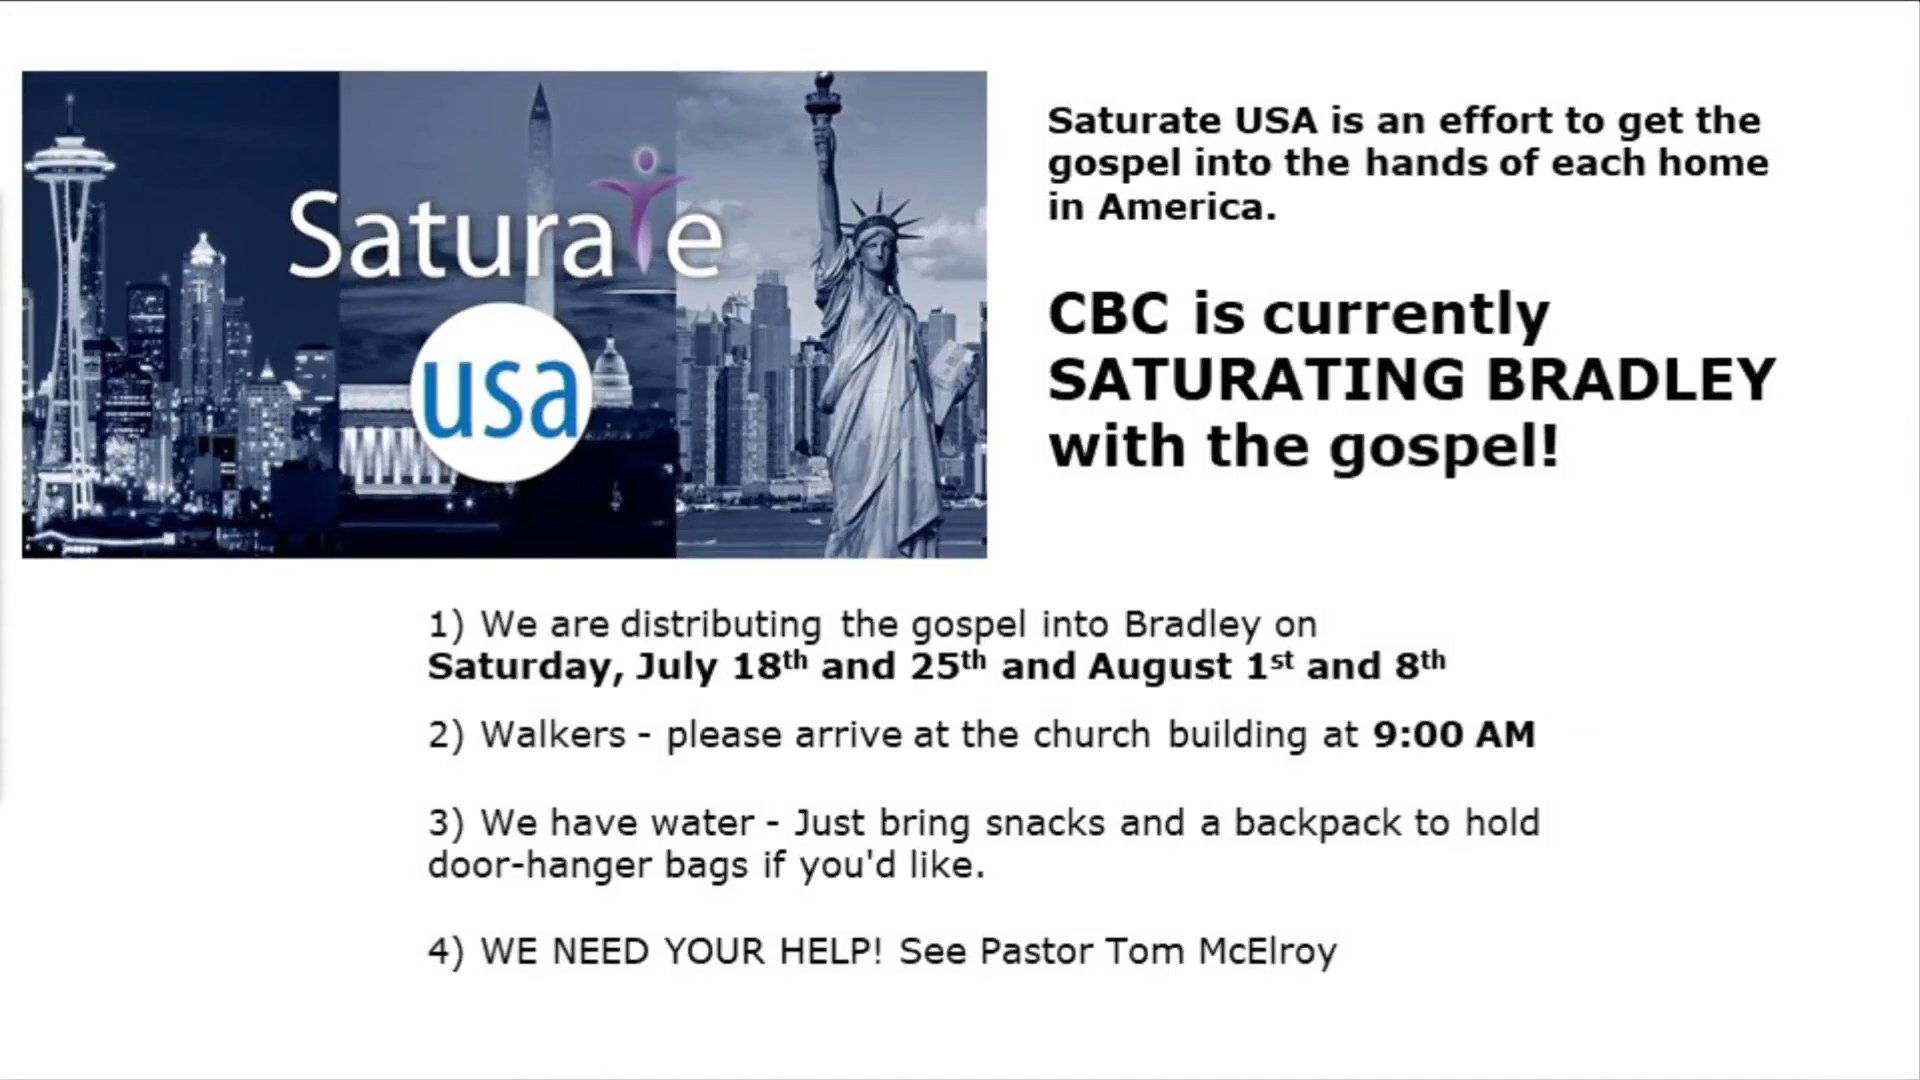 Saturate
usa
Saturate USA is an effort to get the
gospel into the hands of each home
in America.
CBC is currently
SATURATING BRADLEY
with the gospel!
1) We are distributing the gospel into Bradley on
Saturday, July 18th and 25th and August 1st and 8th
2) Walkers - please arrive at the church building at 9:00 AM
3) We have water - Just bring snacks and a backpack to hold
door-hanger bags if you'd like.
4) WE NEED YOUR HELP! See Pastor Tom McElroy